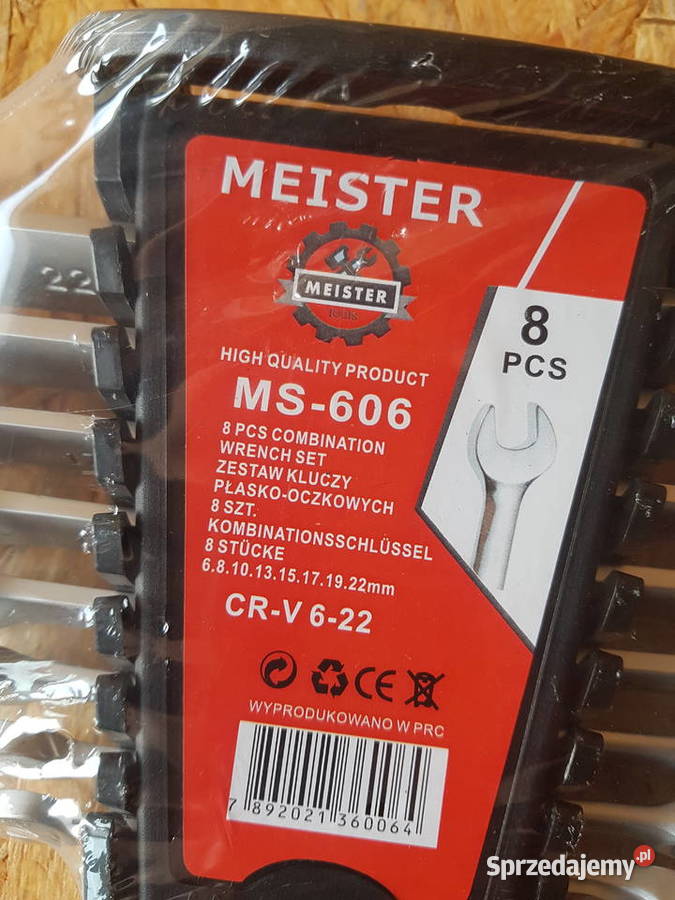 MEISTER
22
MEISTER
TOOLS
8
PCS
HIGH QUALITY PRODUCT
MS-606
8 PCS COMBINATION
WRENCH SET
ZESTAW KLUCZY
PŁASKO-OCZKOWYCH
8 SZT.
KOMBINATIONSSCHLÜSSEL
8 STÜCKE
6.8.10.13.15.17.19.22mm
CR-V 6-22
CE
WYPRODUKOWANO W PRC
7 892021 360064
Sprzedajemy.pl